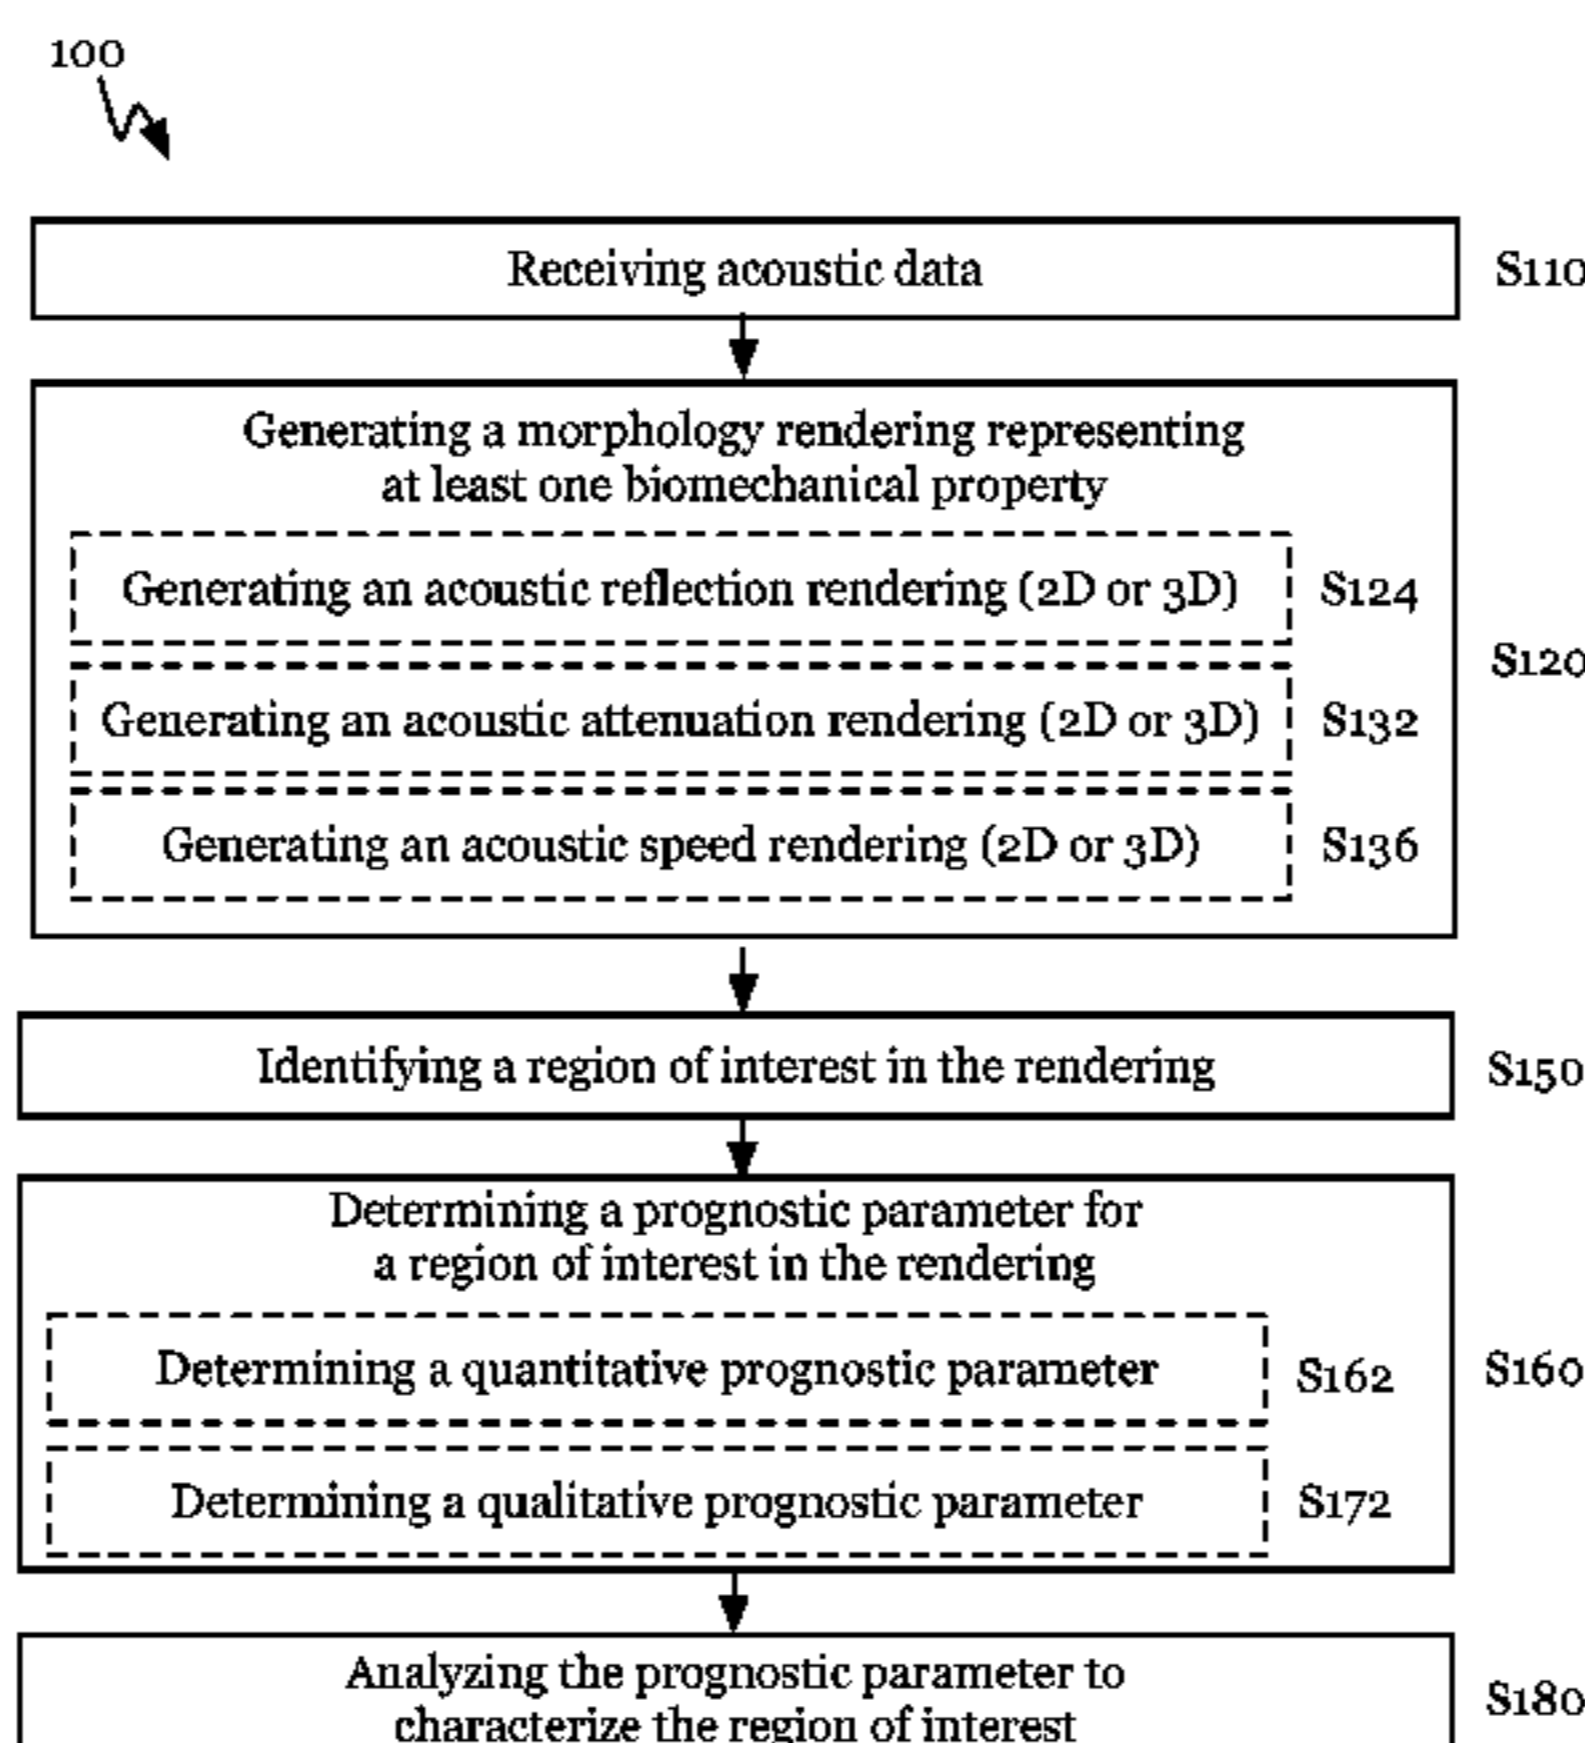 100
Receiving acoustic data S110
Generating a morphology rendering representing
at least one biomechanical property
Generating an acoustic reflection rendering (2D or 3D) S124
S120
Generating an acoustic attenuation rendering (2D or 3D) S132
Generating an acoustic speed rendering (2D or 3D) S136
Identifying a region of interest in the rendering S150
Determining a prognostic parameter for
a region of interest in the rendering
Determining a quantitative prognostic parameter S162 S160
Determining a qualitative prognostic parameter S172
Analyzing the prognostic parameter to
S180
characterize the region of interest